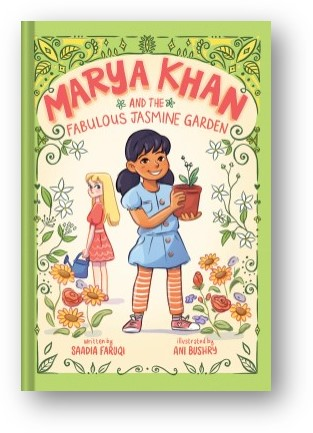 MARYA KHAN
AND THE
FABULOUS JASMINE GARDEN
written by
SAADIA FARUQI
illustrated by
ANI BUSHRY